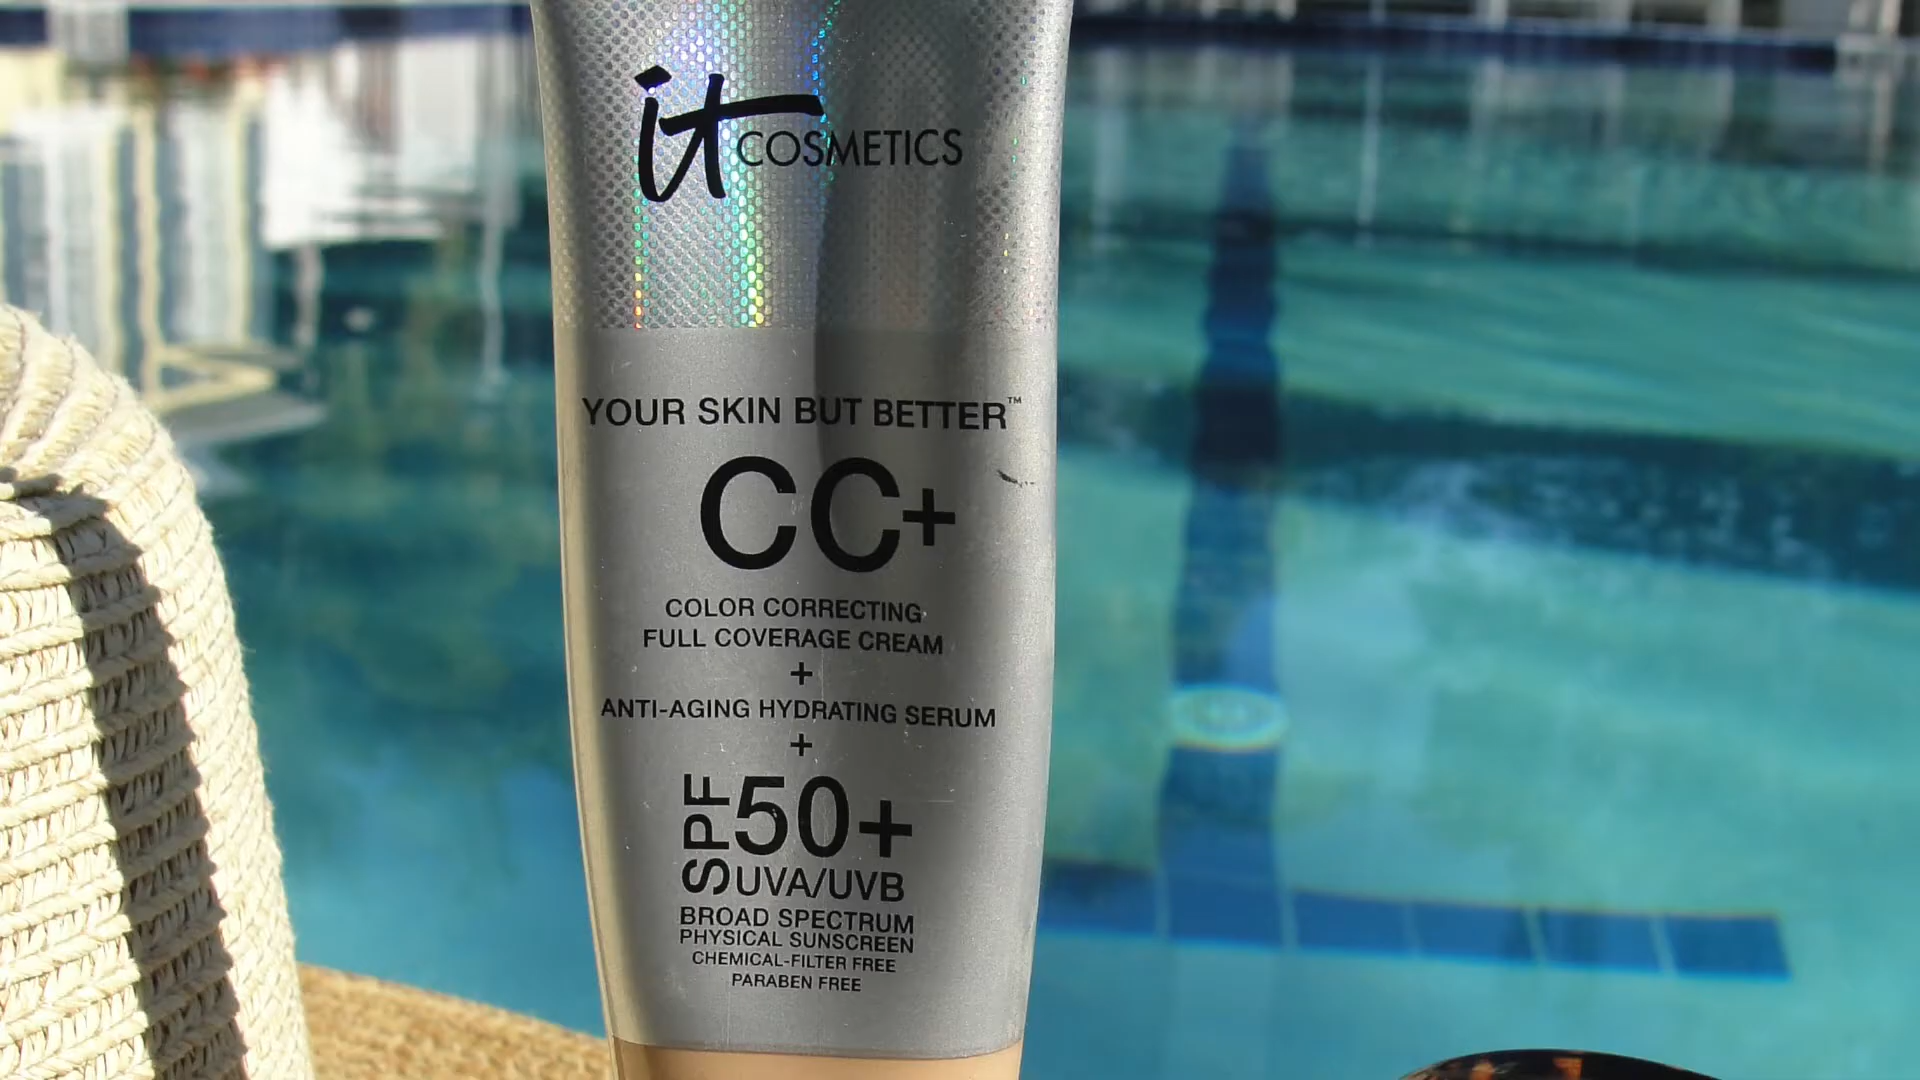 it COSMETICS
YOUR SKIN BUT BETTER™
CC+
COLOR CORRECTING
FULL COVERAGE CREAM
+
ANTI-AGING HYDRATING SERUM
+
SPF 50+
UVA/UVB
BROAD SPECTRUM
PHYSICAL SUNSCREEN
CHEMICAL-FILTER FREE
PARABEN FREE